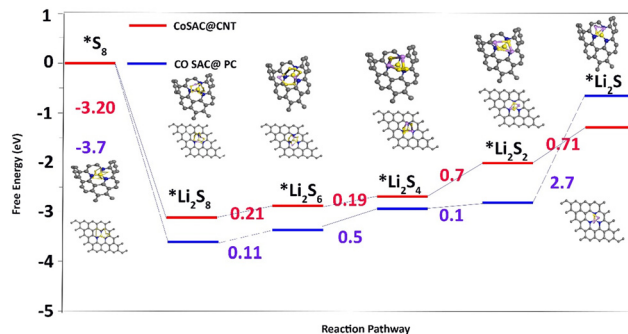 1
0
-1
-2
-3
-4
-5
Free Energy (eV)
Reaction Pathway
CoSAC@CNT
CO SAC@ PC
*S8
-3.20
-3.7
*Li2S8
0.21
0.11
*Li2S6
0.19
0.5
*Li2S4
0.7
0.1
*Li2S2
0.71
2.7
*Li2S